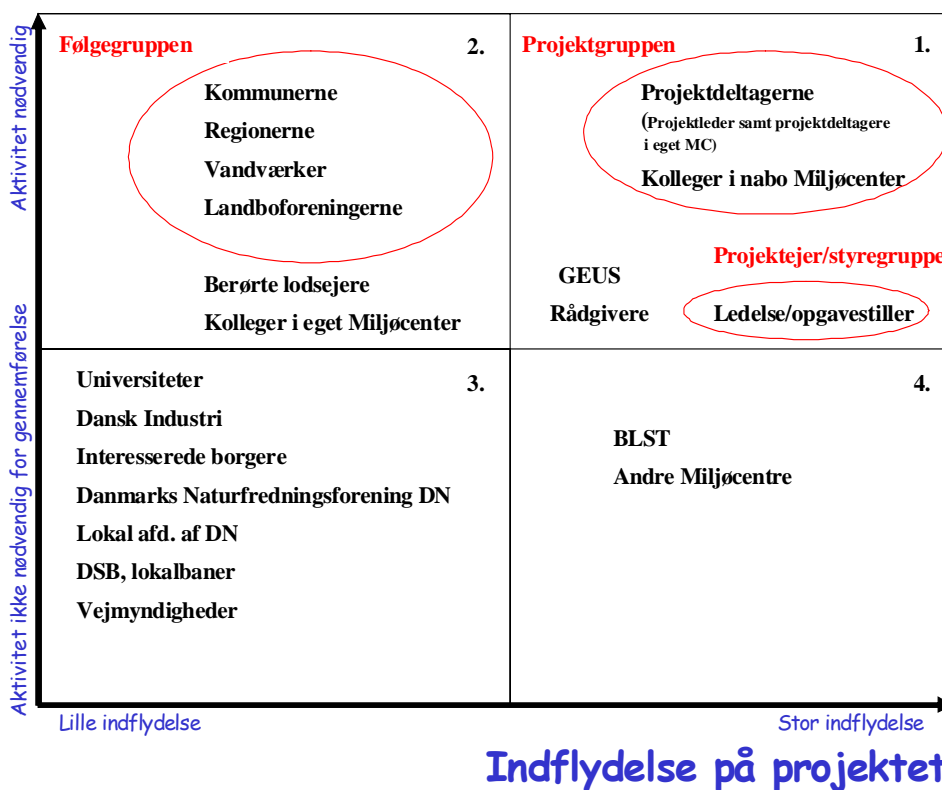 Aktivitet nødvendig
Aktivitet ikke nødvendig for gennemførelse
Følgegruppen
2.
Kommunerne
Regionerne
Vandværker
Landboforeningerne
Berørte lodsejere
Kolleger i eget Miljøcenter
Projektgruppen
1.
Projektdeltagerne
(Projektleder samt projektdeltagere
i eget MC)
Kolleger i nabo Miljøcenter
Projektejer/styregruppe
GEUS
Rådgivere
Ledelse/opgavestiller
3.
Universiteter
Dansk Industri
Interesserede borgere
Danmarks Naturfredningsforening DN
Lokal afd. af DN
DSB, lokalbaner
Vejmyndigheder
4.
BLST
Andre Miljøcentre
Lille indflydelse
Stor indflydelse
Indflydelse på projektet